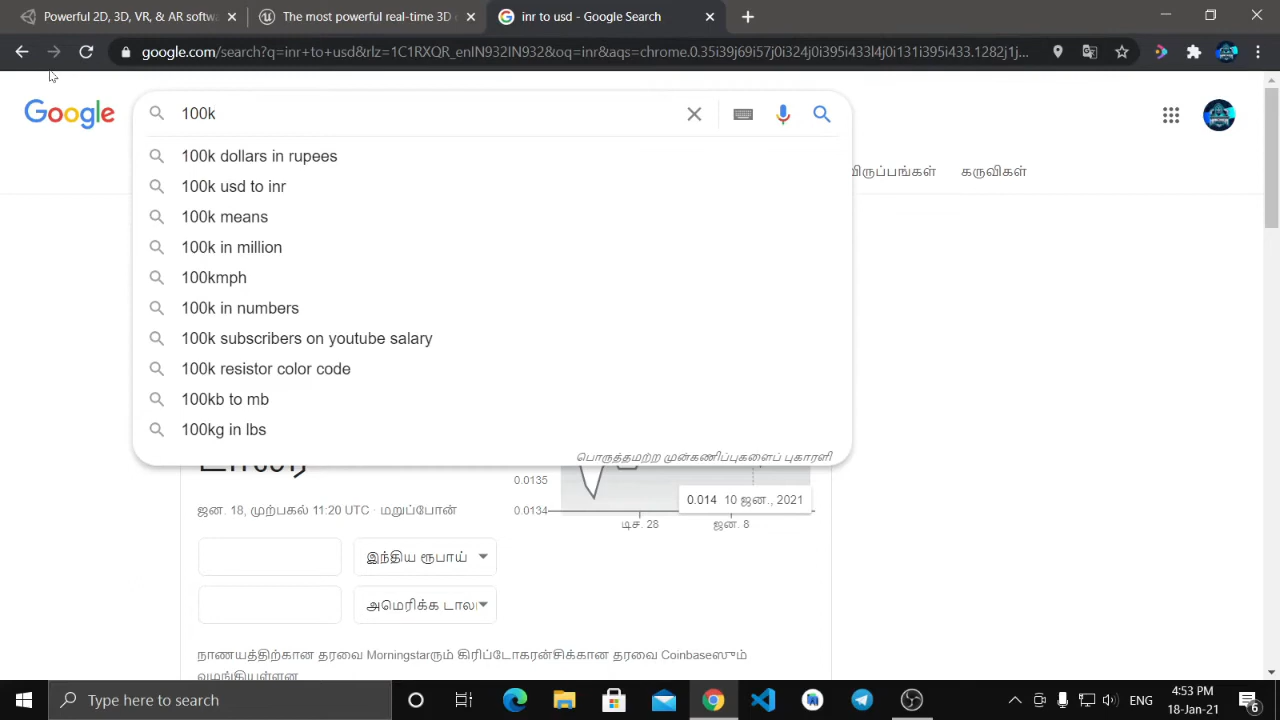 Powerful 2D, 3D, VR, & AR softw
The most powerful real-time 3D c
inr to usd - Google Search
google.com/search?q=inr+to+usd&rlz=1C1RXQR_enIN932IN932&oq=inr&aqs=chrome.0.35i39j69i57j0i324j0i395i433l4j0i131i395i433.1282j1j...
Google
100k
100k dollars in rupees
100k usd to inr
100k means
100k in million
100kmph
100k in numbers
100k subscribers on youtube salary
100k resistor color code
100kb to mb
100kg in lbs
பொருத்தமற்ற முன்கணிப்புகளைப் புகாரளி
விருப்பங்கள்
கருவிகள்
0.0135
0.014 10 ஜன., 2021
ஜன. 18, முற்பகல் 11:20 UTC · மறுப்போன்
0.0134
டிச. 28
ஜன. 8
இந்திய ரூபாய்
அமெரிக்க டால
நாணயத்திற்கான தரவை Morningstarரும் கிரிப்டோகரன்சிக்கான தரவை Coinbaseஸும்
வழங்கியுள்ளன
Type here to search
ENG
4:53 PM
18-Jan-21
6